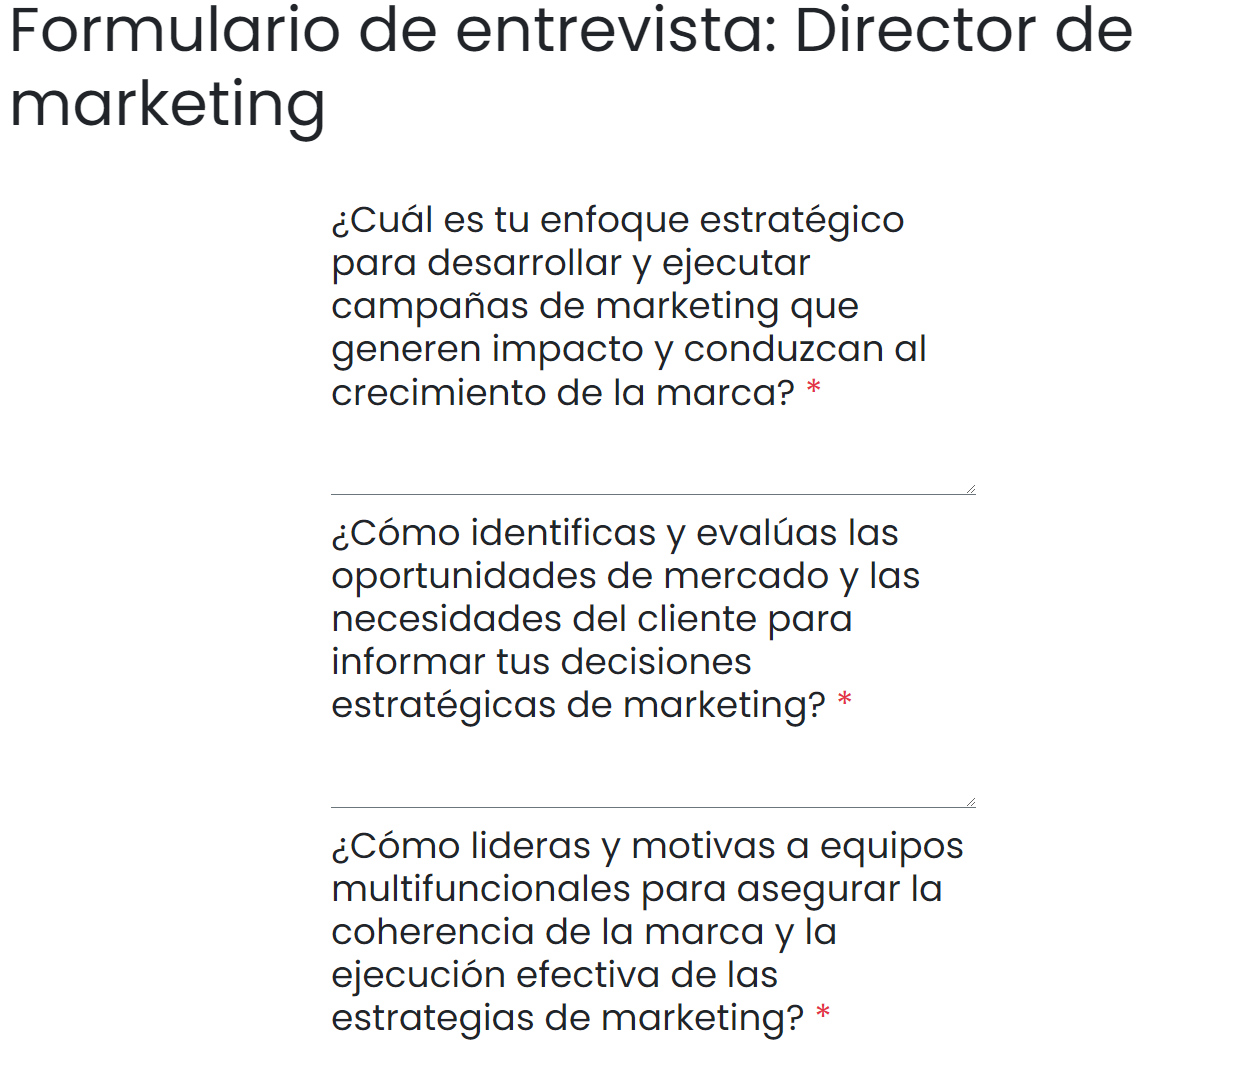 Formulario de entrevista: Director de
marketing
¿Cuál es tu enfoque estratégico
para desarrollar y ejecutar
campañas de marketing que
generen impacto y conduzcan al
crecimiento de la marca? *
¿Cómo identificas y evalúas las
oportunidades de mercado y las
necesidades del cliente para
informar tus decisiones
estratégicas de marketing? *
¿Cómo lideras y motivas a equipos
multifuncionales para asegurar la
coherencia de la marca y la
ejecución efectiva de las
estrategias de marketing? *